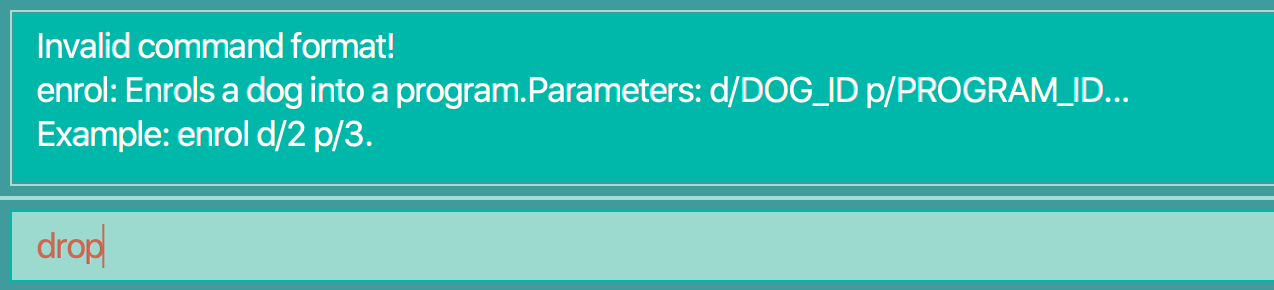 Invalid command format!
enrol: Enrols a dog into a program.Parameters: d/DOG_ID p/PROGRAM_ID...
Example: enrol d/2 p/3.
drop